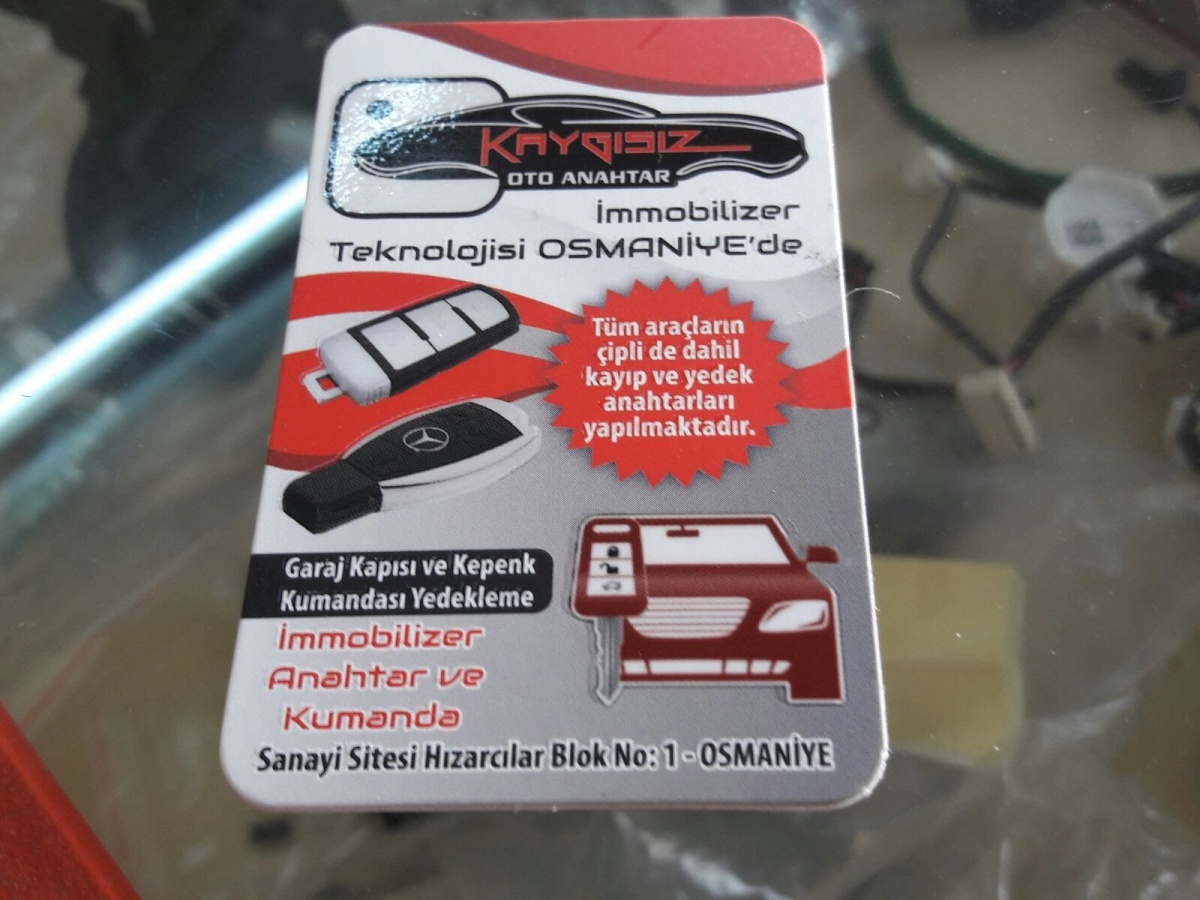 KAYGISIZ
OTO ANAHTAR
İmmobilizer
Teknolojisi OSMANİYE'de
Tüm araçların
çipli de dahil
kayıp ve yedek
anahtarları
yapılmaktadır.
Garaj Kapısı ve Kepenk
Kumandası Yedekleme
İmmobilizer
Anahtar ve
Kumanda
Sanayi Sitesi Hızarcılar Blok No: 1 - OSMANİYE